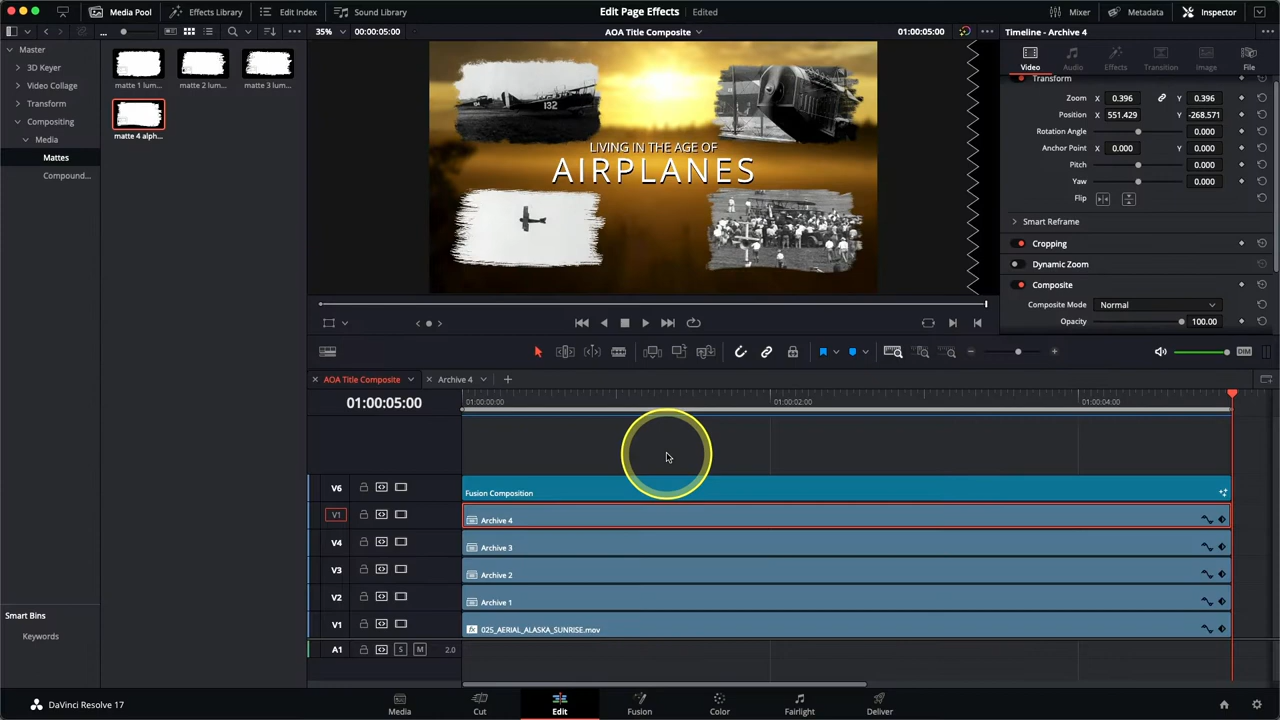 Media Pool
Effects Library
Edit Index
Sound Library
Edit Page Effects
Edited
Mixer
Metadata
Inspector
...
35%
00:00:05:00
AOA Title Composite
01:00:05:00
Timeline - Archive 4
Master
3D Keyer
Video Collage
Transform
Compositing
Media
Mattes
Compound...
matte 1 lum...
matte 2 lum...
matte 3 lum...
matte 4 alph...
132
LIVING IN THE AGE OF
AIRPLANES
Video
Audio
Effects
Transition
Image
File
Transform
Zoom X 0.396 Y 0.396
Position X 551.429 Y -268.571
Rotation Angle 0.000
Anchor Point X 0.000 Y 0.000
Pitch 0.000
Yaw 0.000
Flip
Smart Reframe
Cropping
Dynamic Zoom
Composite
Composite Mode Normal
Opacity 100.00
DIM
AOA Title Composite
Archive 4
01:00:05:00
01:00:00:00
01:00:02:00
01:00:04:00
V6
Fusion Composition
V1
Archive 4
V4
Archive 3
V3
Archive 2
V2
Archive 1
V1
025_AERIAL_ALASKA_SUNRISE.mov
A1
S
M
2.0
Smart Bins
Keywords
DaVinci Resolve 17
Media
Cut
Edit
Fusion
Color
Fairlight
Deliver